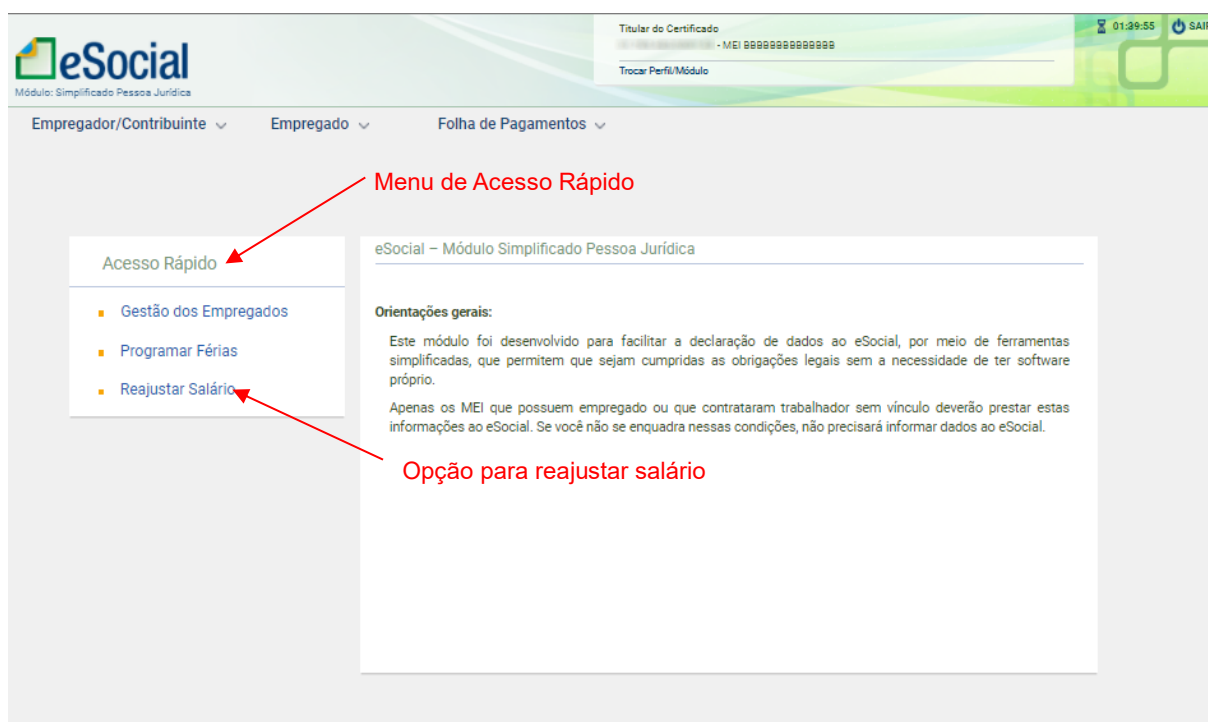 Titular do Certificado
01:39:55 SAIR
eSocial
- MEI BBBBBBBBBBBBBB
Trocar Perfil/Módulo
Módulo: Simplificado Pessoa Jurídica
Empregador/Contribuinte Empregado Folha de Pagamentos
Menu de Acesso Rápido
Acesso Rápido
Gestão dos Empregados
Programar Férias
Reajustar Salário
eSocial – Módulo Simplificado Pessoa Jurídica
Orientações gerais:
Este módulo foi desenvolvido para facilitar a declaração de dados ao eSocial, por meio de ferramentas
simplificadas, que permitem que sejam cumpridas as obrigações legais sem a necessidade de ter software
próprio.
Apenas os MEI que possuem empregado ou que contrataram trabalhador sem vínculo deverão prestar estas
informações ao eSocial. Se você não se enquadra nessas condições, não precisará informar dados ao eSocial.
Opção para reajustar salário